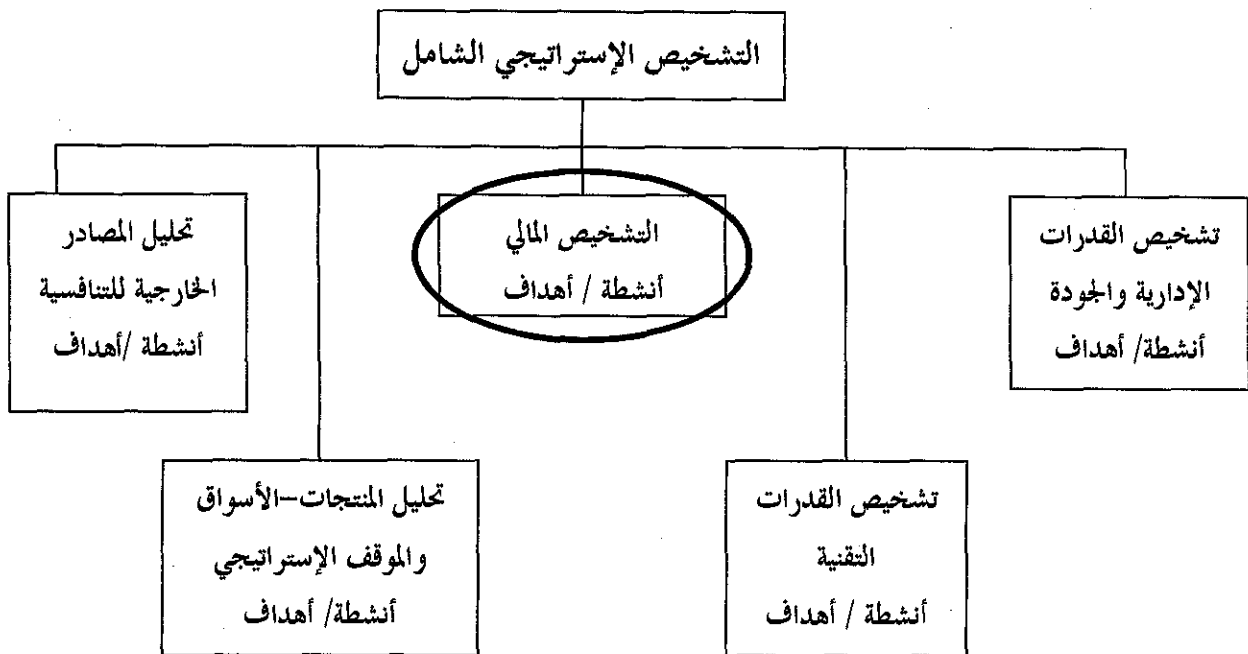 التشخيص الإستراتيجي الشامل
تشخيص القدرات
الإدارية والجودة
أنشطة/ أهداف
التشخيص المالي
أنشطة / أهداف
تحليل المصادر
الخارجية للتنافسية
أنشطة /أهداف
تشخيص القدرات
التقنية
أنشطة / أهداف
تحليل المنتجات–الأسواق
والموقف الإستراتيجي
أنشطة/ أهداف